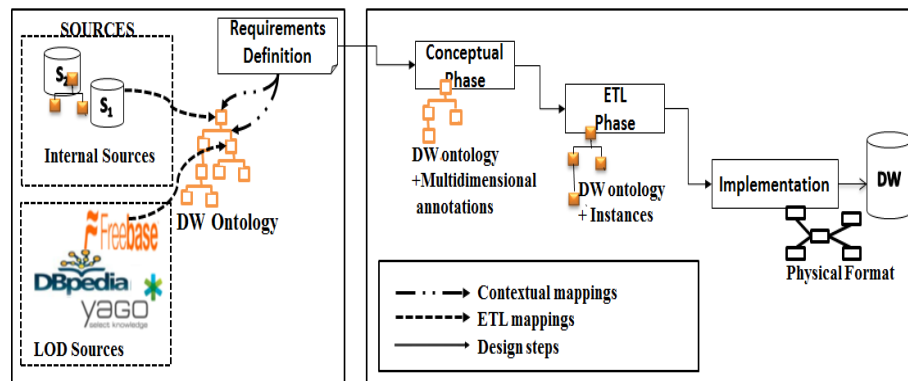 SOURCES
S2
S1
Internal Sources
Freebase
DBpedia
yago
select knowledge
LOD Sources
Requirements
Definition
DW Ontology
Conceptual
Phase
DW ontology
+Multidimensional
annotations
ETL
Phase
DW ontology
+ Instances
Implementation
DW
Physical Format
Contextual mappings
ETL mappings
Design steps